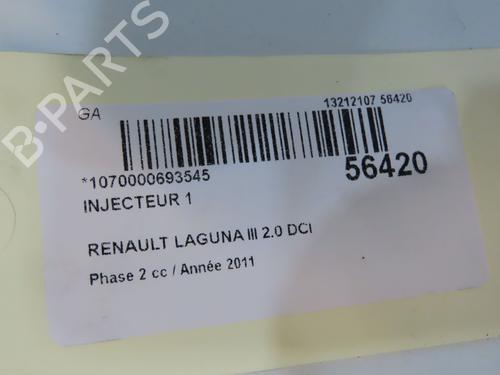 B-PARTS
GA
13212107 56420
*1070000693545
56420
INJECTEUR 1
RENAULT LAGUNA III 2.0 DCI
Phase 2 cc / Année 2011